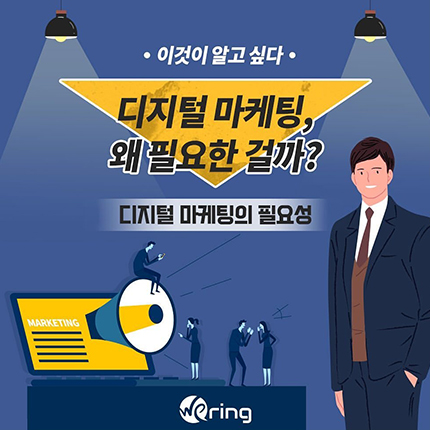 • 이것이 알고 싶다 •
디지털 마케팅,
왜 필요한 걸까?
디지털 마케팅의 필요성
MARKETING
wering